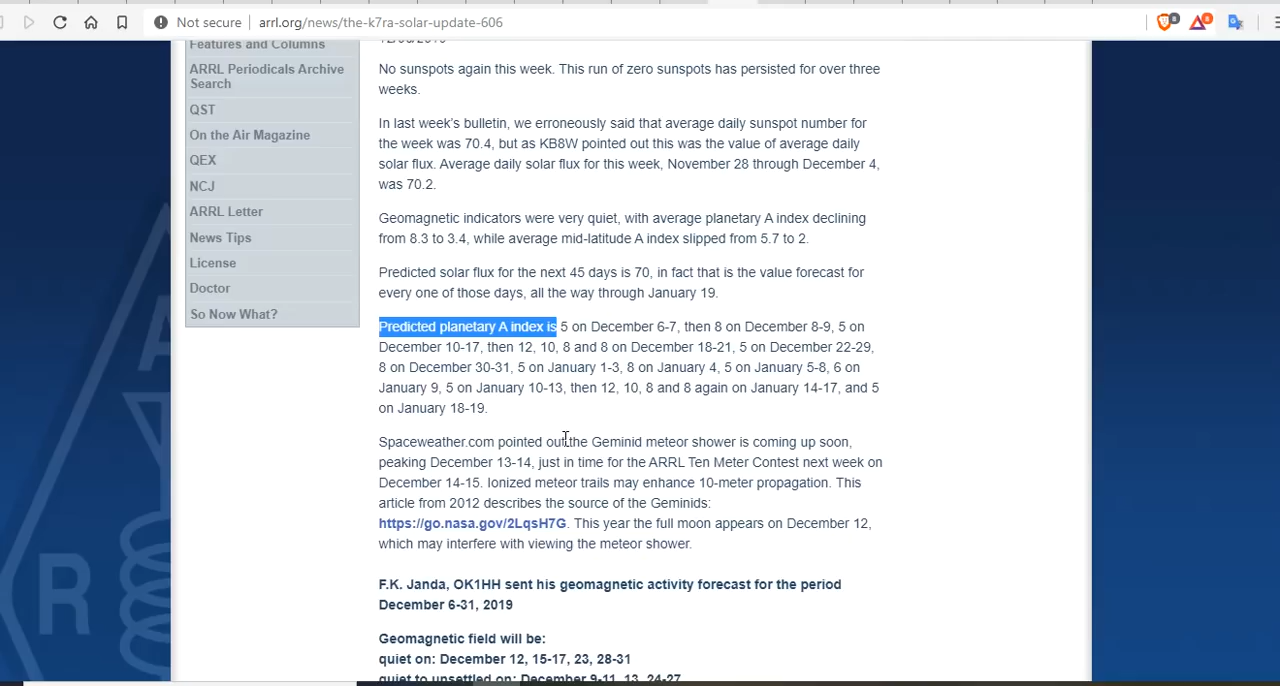 Not secure | arrl.org/news/the-k7ra-solar-update-606
8
6
Features and Columns
ARRL Periodicals Archive
Search
QST
On the Air Magazine
QEX
NCJ
ARRL Letter
News Tips
License
Doctor
So Now What?
No sunspots again this week. This run of zero sunspots has persisted for over three
weeks.
In last week's bulletin, we erroneously said that average daily sunspot number for
the week was 70.4, but as KB8W pointed out this was the value of average daily
solar flux. Average daily solar flux for this week, November 28 through December 4,
was 70.2.
Geomagnetic indicators were very quiet, with average planetary A index declining
from 8.3 to 3.4, while average mid-latitude A index slipped from 5.7 to 2.
Predicted solar flux for the next 45 days is 70, in fact that is the value forecast for
every one of those days, all the way through January 19.
Predicted planetary A index is 5 on December 6-7, then 8 on December 8-9, 5 on
December 10-17, then 12, 10, 8 and 8 on December 18-21, 5 on December 22-29,
8 on December 30-31, 5 on January 1-3, 8 on January 4, 5 on January 5-8, 6 on
January 9, 5 on January 10-13, then 12, 10, 8 and 8 again on January 14-17, and 5
on January 18-19.
Spaceweather.com pointed out the Geminid meteor shower is coming up soon,
peaking December 13-14, just in time for the ARRL Ten Meter Contest next week on
December 14-15. Ionized meteor trails may enhance 10-meter propagation. This
article from 2012 describes the source of the Geminids:
https://go.nasa.gov/2LqsH7G. This year the full moon appears on December 12,
which may interfere with viewing the meteor shower.
F.K. Janda, OK1HH sent his geomagnetic activity forecast for the period
December 6-31, 2019
Geomagnetic field will be:
quiet on: December 12, 15-17, 23, 28-31
quiet to unsettled on: December 9-11, 13, 24-27
A
R